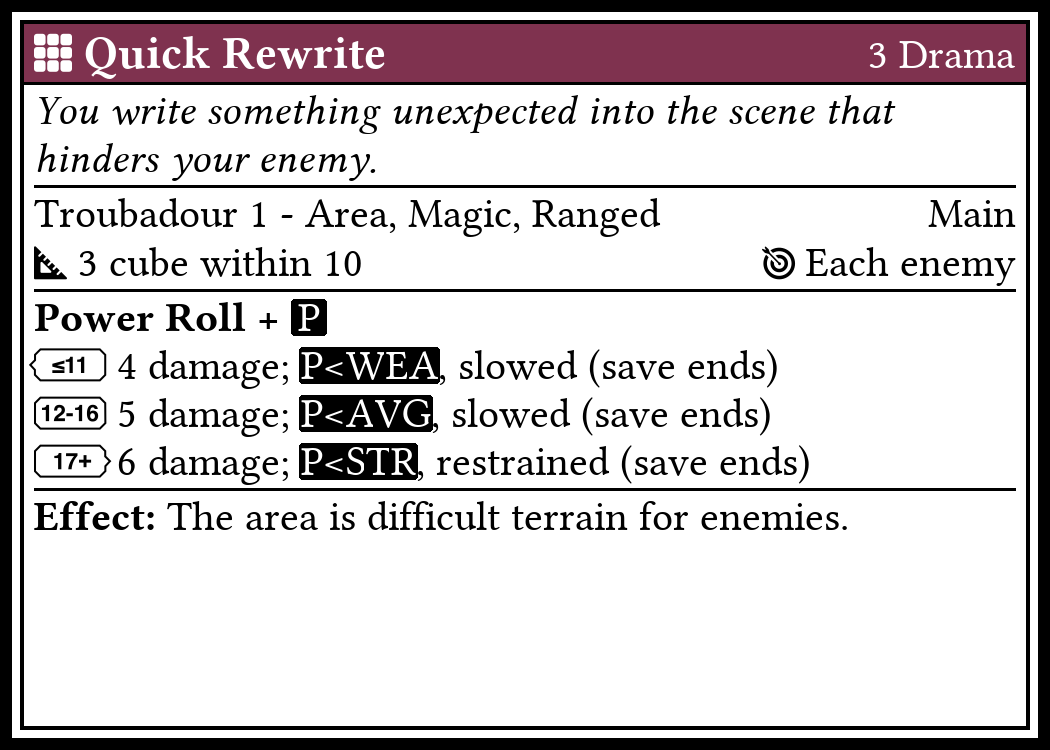 Quick Rewrite 3 Drama
You write something unexpected into the scene that
hinders your enemy.
Troubadour 1 - Area, Magic, Ranged Main
3 cube within 10 Each enemy
Power Roll + P
≤11 4 damage; P<WEA, slowed (save ends)
12-16 5 damage; P<AVG, slowed (save ends)
17+ 6 damage; P<STR, restrained (save ends)
Effect: The area is difficult terrain for enemies.